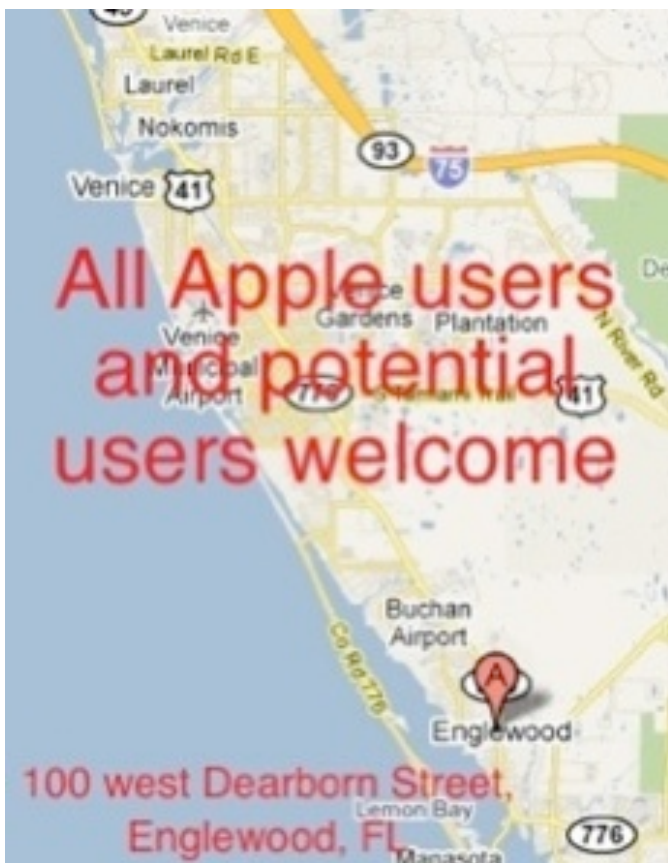 Venice
Laurel Rd E
Laurel
Nokomis
93
75
Venice 41
All Apple users
Gardens Plantation
N River Rd
Venice
and potential
Municipal
Airport
41
users welcome
Buchan
Airport
Co Rd 776
A
Englewood
100 west Dearborn Street,
Lemon Bay
Englewood, FL
776
Manasota